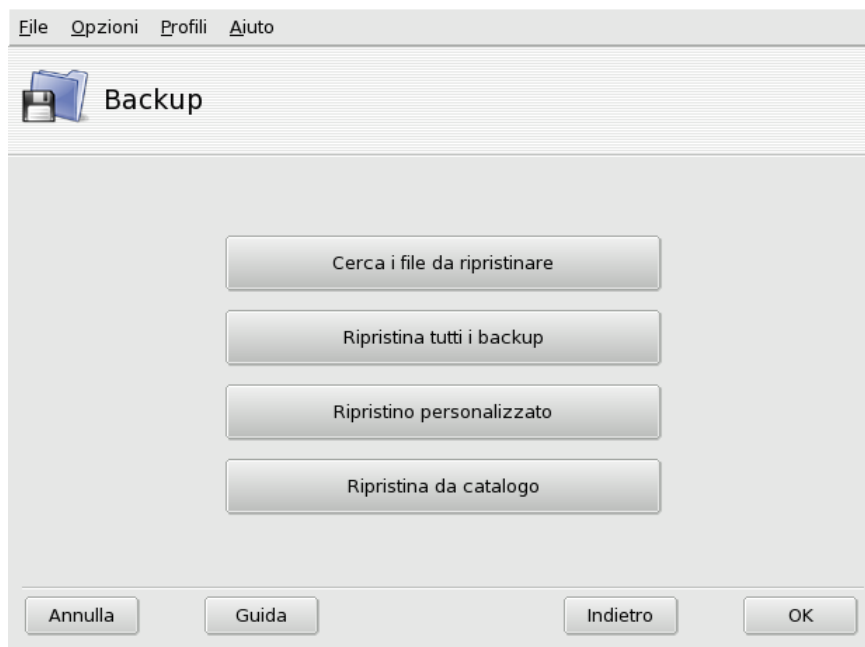 File Opzioni Profili Aiuto
Backup
Cerca i file da ripristinare
Ripristina tutti i backup
Ripristino personalizzato
Ripristina da catalogo
Annulla Guida Indietro OK